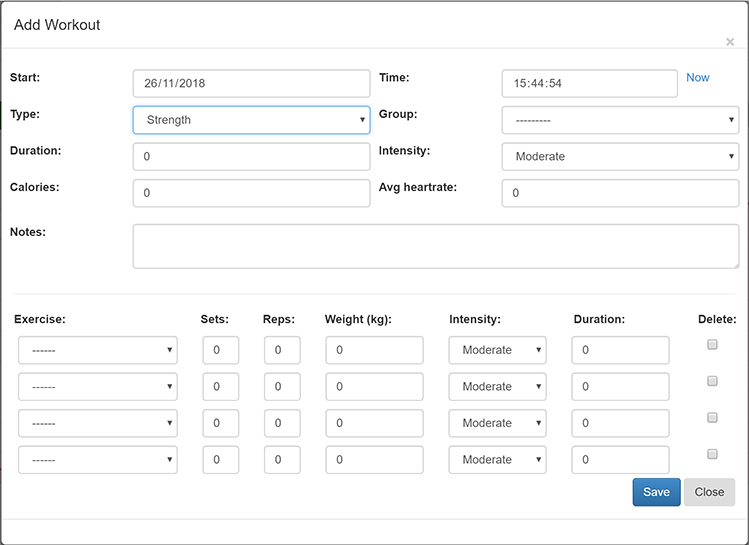 Add Workout
×
Start: 26/11/2018 Time: 15:44:54 Now
Type: Strength Group: ---------
Duration: 0 Intensity: Moderate
Calories: 0 Avg heartrate: 0
Notes:
Exercise: Sets: Reps: Weight (kg): Intensity: Duration: Delete:
------ 0 0 0 Moderate 0
------ 0 0 0 Moderate 0
------ 0 0 0 Moderate 0
------ 0 0 0 Moderate 0
Save Close